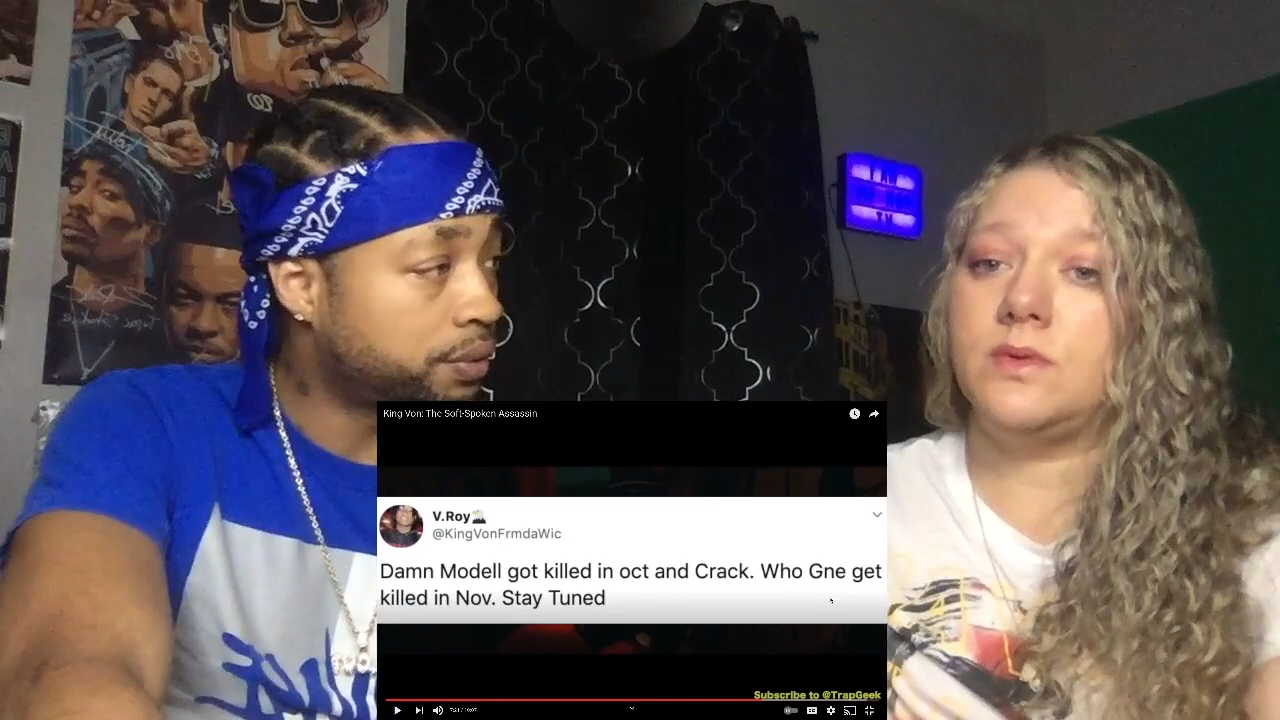 King Von: The Soft-Spoken Assassin
V.Roy
@KingVonFrmdaWic
Damn Modell got killed in oct and Crack. Who Gne get
killed in Nov. Stay Tuned
Subscribe to @TrapGeek